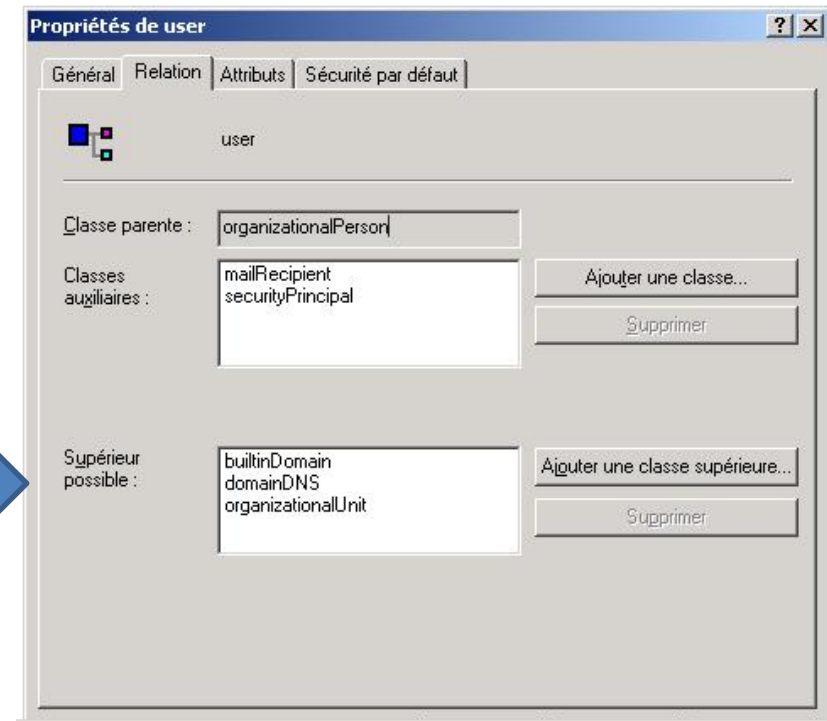 Propriétés de user
Général Relation Attributs Sécurité par défaut
user
Classe parente : organizationalPerson
Classes auxiliaires :
mailRecipient
securityPrincipal
Ajouter une classe...
Supprimer
Supérieur possible :
builtinDomain
domainDNS
organizationalUnit
Ajouter une classe supérieure...
Supprimer